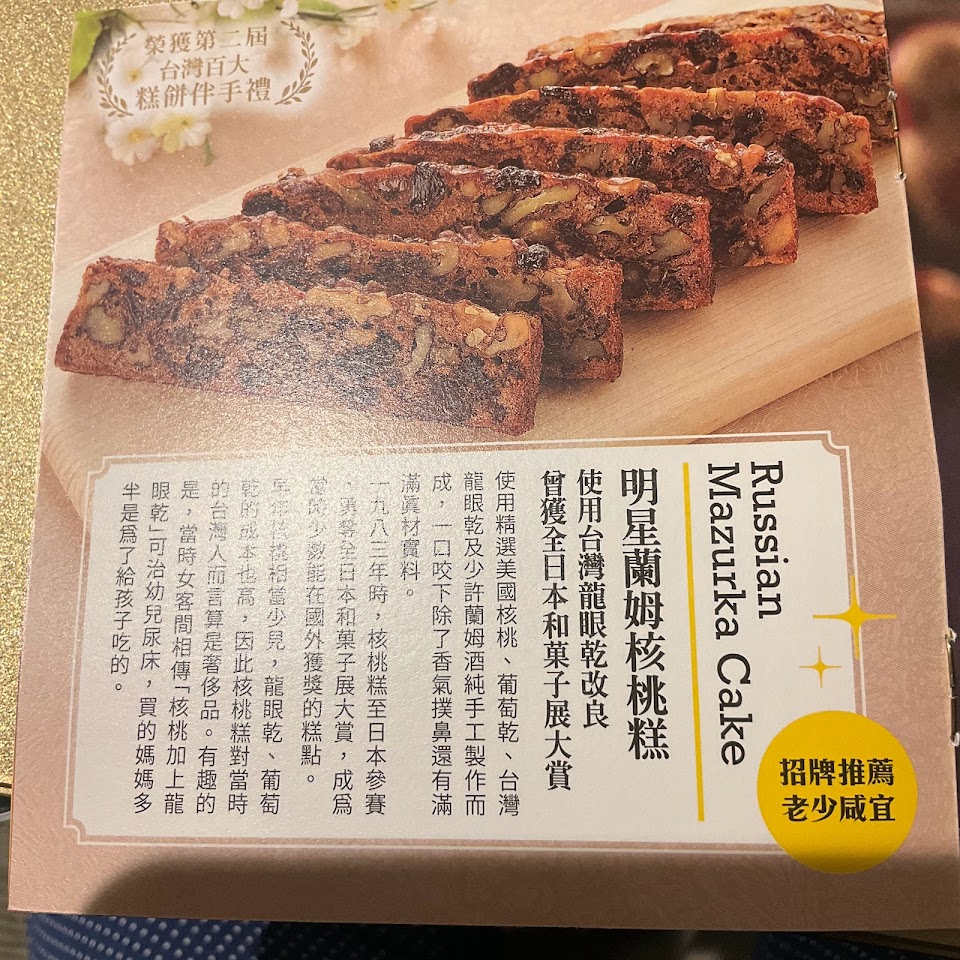 榮獲第二屆
台灣百大
糕餅伴手禮
Russian
Mazurka Cake
招牌推薦
老少咸宜
明星蘭姆核桃糕
使用台灣龍眼乾改良
曾獲全日本和菓子展大賞
使用精選美國核桃、葡萄乾、台灣
龍眼乾及少許蘭姆酒純手工製作而
成，一口咬下除了香氣撲鼻還有滿
滿眞材實料。
一九八三年時，核桃糕至日本參賽
，勇奪全日本和菓子展大賞，成爲
當時少數能在國外獲獎的糕點。
早年核桃相當少見，龍眼乾、葡萄
乾的成本也高，因此核桃糕對當時
的台灣人而言算是奢侈品。有趣的
是，當時女客間相傳「核桃加上龍
眼乾」可治幼兒尿床，買的媽媽多
半是爲了給孩子吃的。